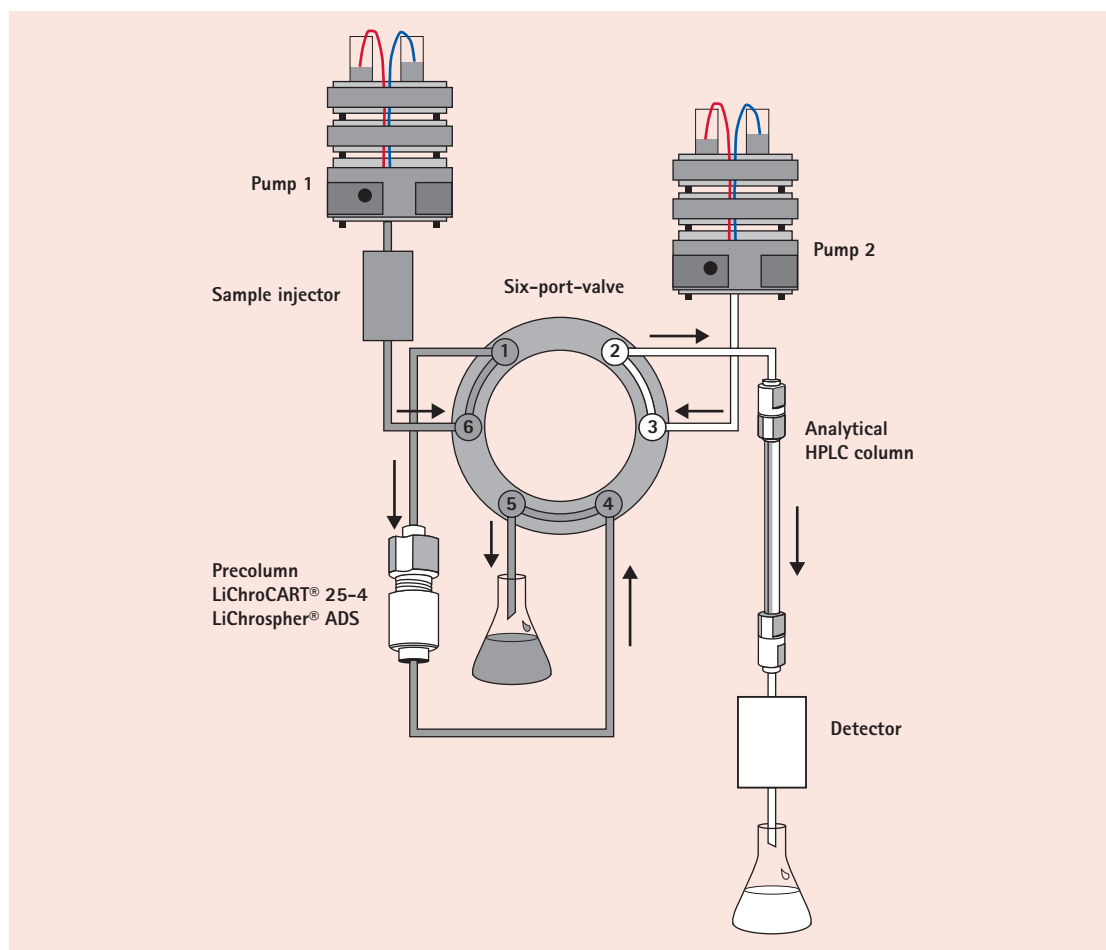 Pump 1
Pump 2
Sample injector
Six-port-valve
1
2
6
3
5
4
Analytical
HPLC column
Precolumn
LiChroCART® 25-4
LiChrospher® ADS
Detector